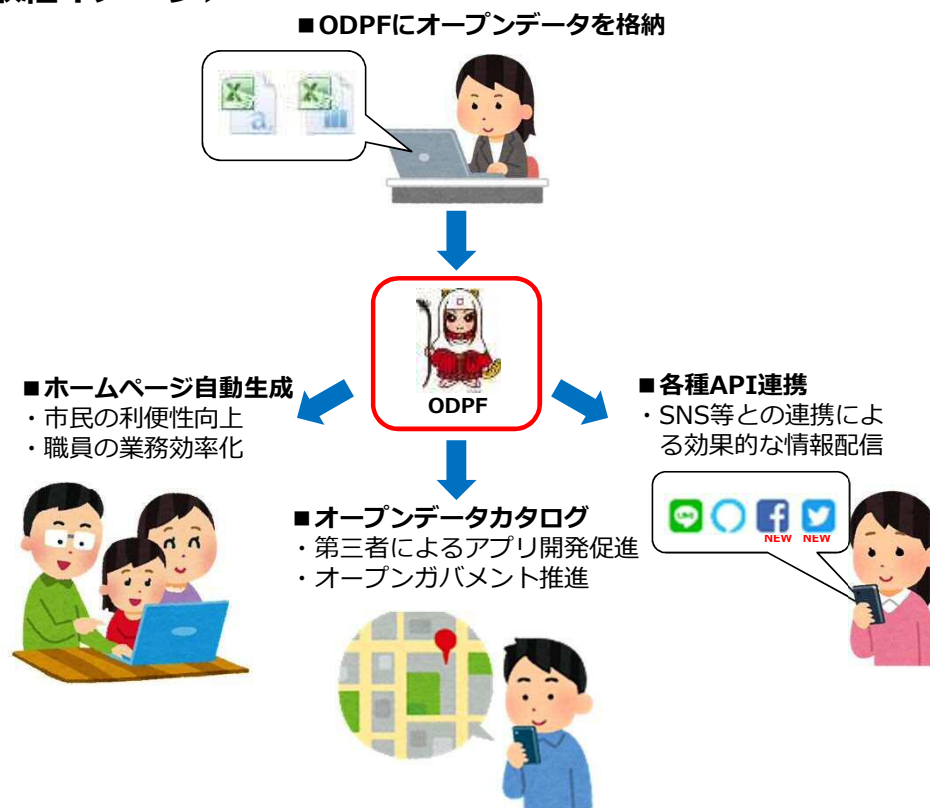 ■ODPFにオープンデータを格納
a,
ODPF
■ホームページ自動生成
・市民の利便性向上
・職員の業務効率化
■各種API連携
・SNS等との連携によ
る効果的な情報配信
LINE
NEW NEW
■オープンデータカタログ
・第三者によるアプリ開発促進
・オープンガバメント推進